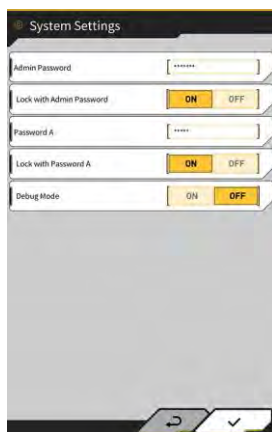 System Settings
Admin Password [ ••••••• ]
Lock with Admin Password ON OFF
Password A [ ••••• ]
Lock with Password A ON OFF
Debug Mode ON OFF